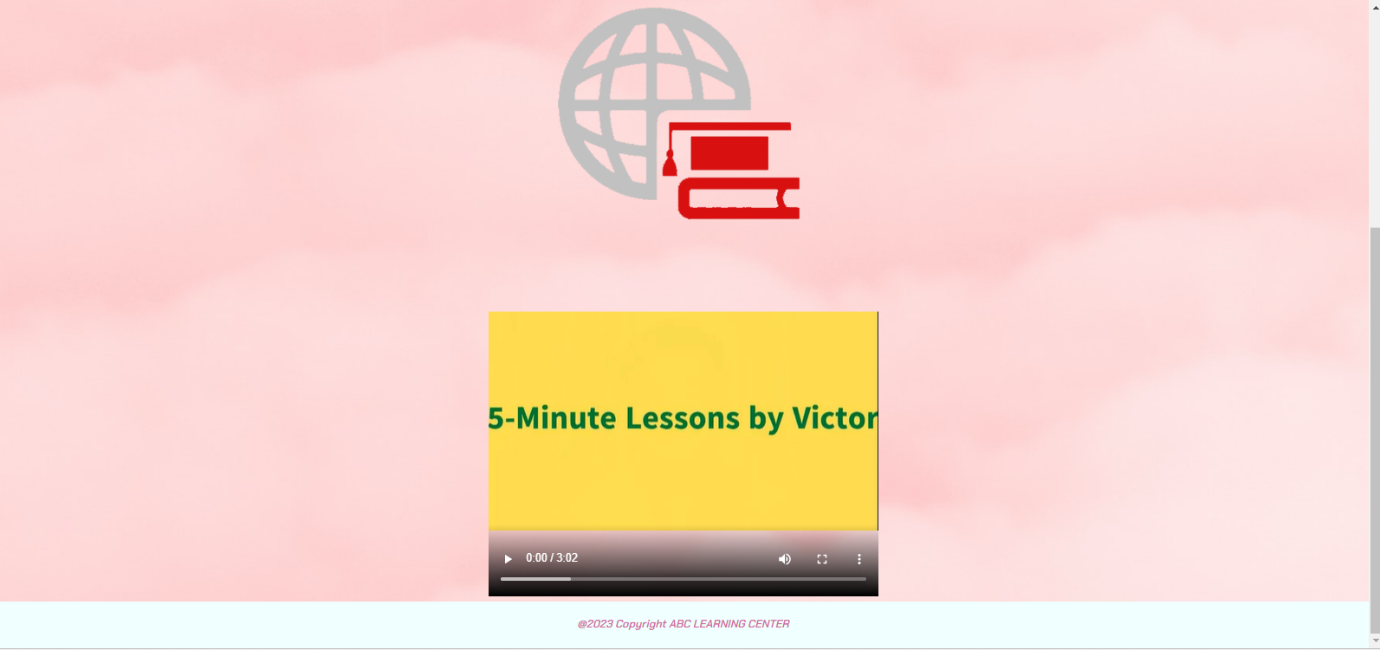 5-Minute Lessons by Victor
0:00 / 3:02
@2023 Copyright ABC LEARNING CENTER